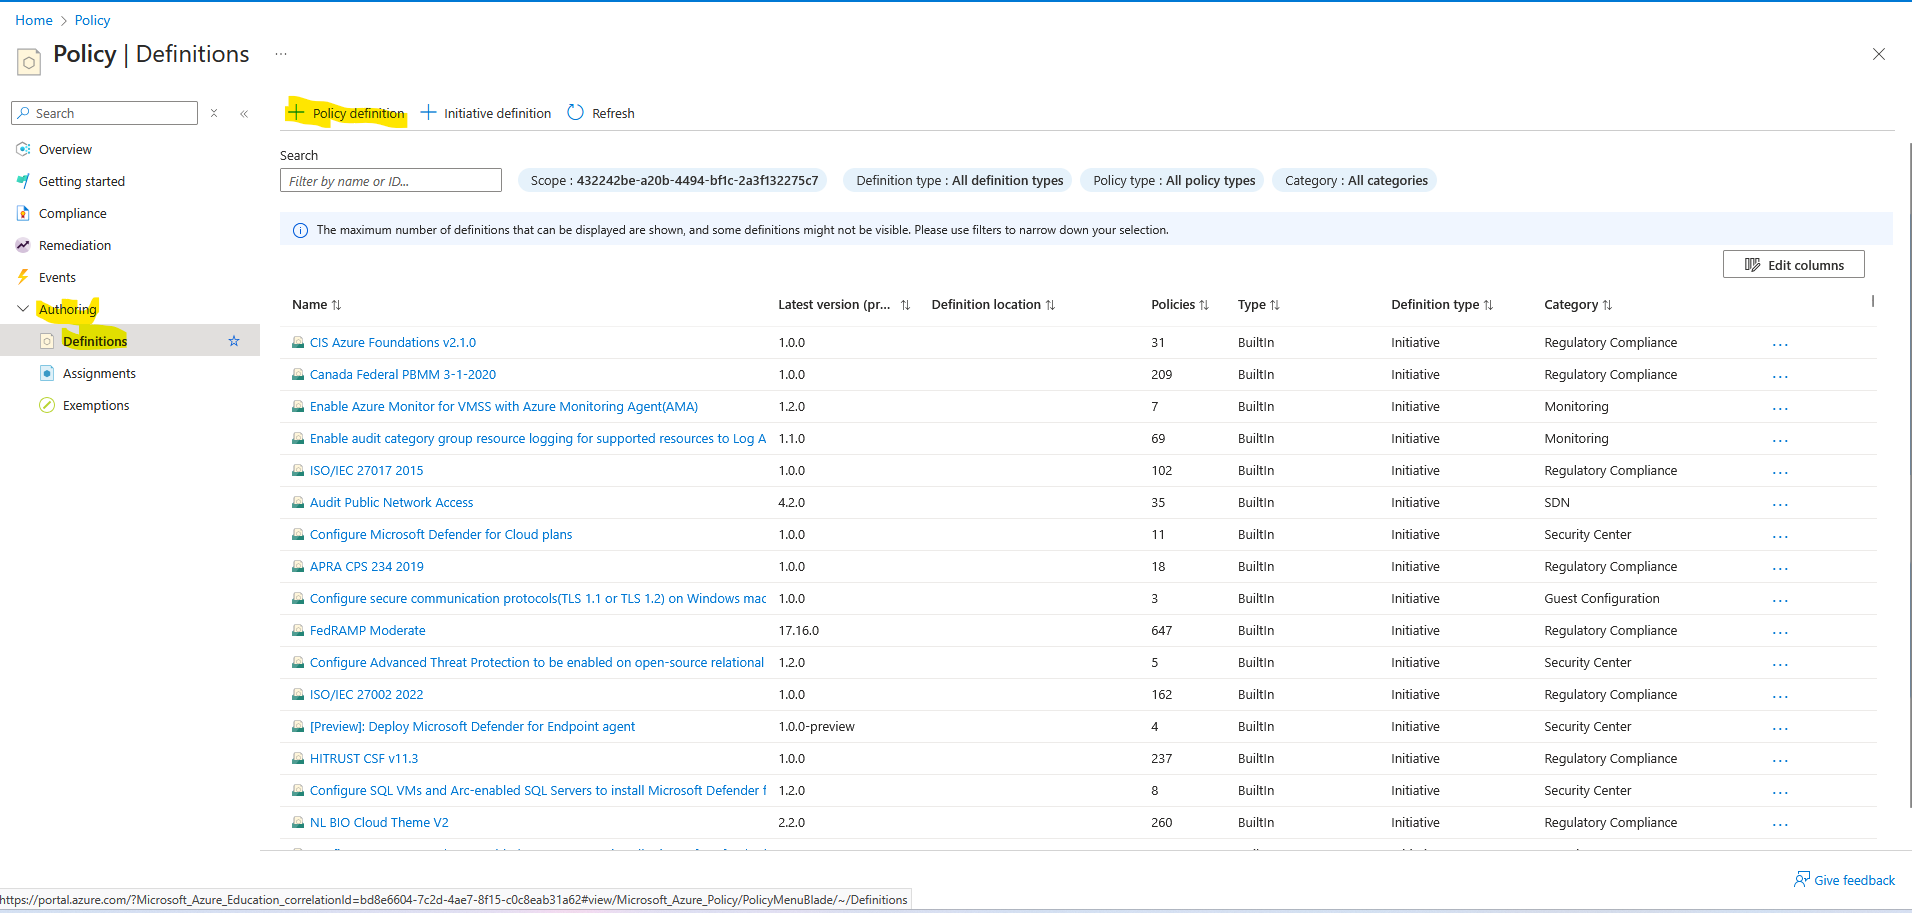 Home > Policy
Policy | Definitions ...
Search
Overview
Getting started
Compliance
Remediation
Events
Authoring
Definitions
Assignments
Exemptions
Policy definition Initiative definition Refresh
Search
Filter by name or ID...
Scope : 432242be-a20b-4494-bf1c-2a3f132275c7 Definition type : All definition types Policy type : All policy types Category : All categories
The maximum number of definitions that can be displayed are shown, and some definitions might not be visible. Please use filters to narrow down your selection.
Edit columns
Name Latest version (pr... Definition location Policies Type Definition type Category
CIS Azure Foundations v2.1.0 1.0.0 31 BuiltIn Initiative Regulatory Compliance ...
Canada Federal PBMM 3-1-2020 1.0.0 209 BuiltIn Initiative Regulatory Compliance ...
Enable Azure Monitor for VMSS with Azure Monitoring Agent(AMA) 1.2.0 7 BuiltIn Initiative Monitoring ...
Enable audit category group resource logging for supported resources to Log A 1.1.0 69 BuiltIn Initiative Monitoring ...
ISO/IEC 27017 2015 1.0.0 102 BuiltIn Initiative Regulatory Compliance ...
Audit Public Network Access 4.2.0 35 BuiltIn Initiative SDN ...
Configure Microsoft Defender for Cloud plans 1.0.0 11 BuiltIn Initiative Security Center ...
APRA CPS 234 2019 1.0.0 18 BuiltIn Initiative Regulatory Compliance ...
Configure secure communication protocols(TLS 1.1 or TLS 1.2) on Windows mac 1.0.0 3 BuiltIn Initiative Guest Configuration ...
FedRAMP Moderate 17.16.0 647 BuiltIn Initiative Regulatory Compliance ...
Configure Advanced Threat Protection to be enabled on open-source relational 1.2.0 5 BuiltIn Initiative Security Center ...
ISO/IEC 27002 2022 1.0.0 162 BuiltIn Initiative Regulatory Compliance ...
[Preview]: Deploy Microsoft Defender for Endpoint agent 1.0.0-preview 4 BuiltIn Initiative Security Center ...
HITRUST CSF v11.3 1.0.0 237 BuiltIn Initiative Regulatory Compliance ...
Configure SQL VMs and Arc-enabled SQL Servers to install Microsoft Defender f 1.2.0 8 BuiltIn Initiative Security Center ...
NL BIO Cloud Theme V2 2.2.0 260 BuiltIn Initiative Regulatory Compliance ...
Give feedback
https://portal.azure.com/?Microsoft_Azure_Education_correlationId=bd8e6604-7c2d-4ae7-8f15-c0c8eab31a62#view/Microsoft_Azure_Policy/PolicyMenuBlade/~/Definitions